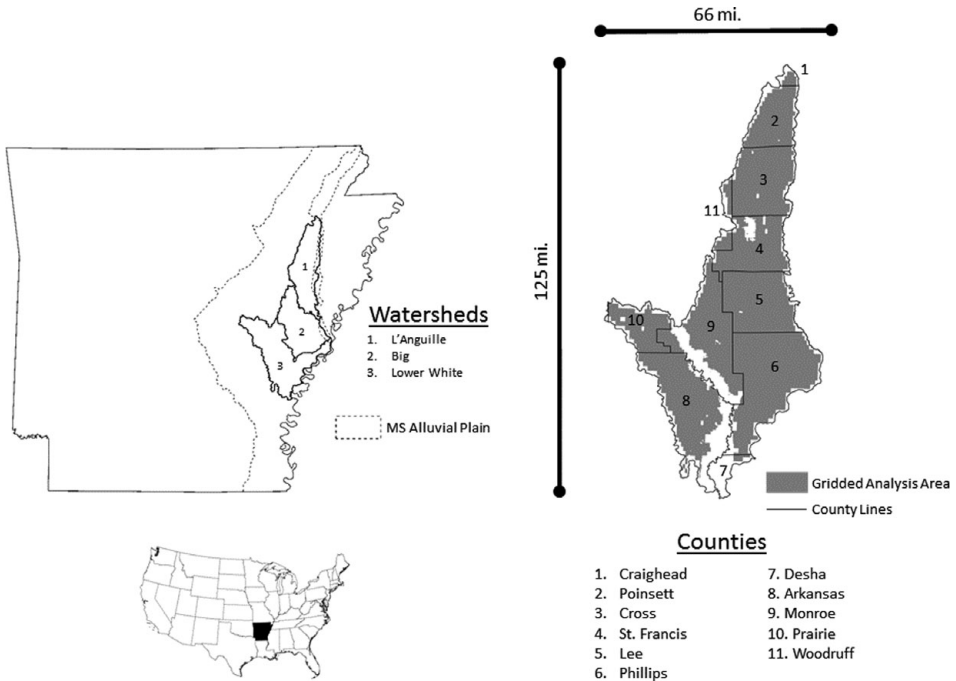 66 mi.
125 mi.
1
2
3
11
4
5
10
9
6
8
7
1
2
3
Watersheds
1. L'Anguille
2. Big
3. Lower White
MS Alluvial Plain
Gridded Analysis Area
County Lines
Counties
1. Craighead
2. Poinsett
3. Cross
4. St. Francis
5. Lee
6. Phillips
7. Desha
8. Arkansas
9. Monroe
10. Prairie
11. Woodruff